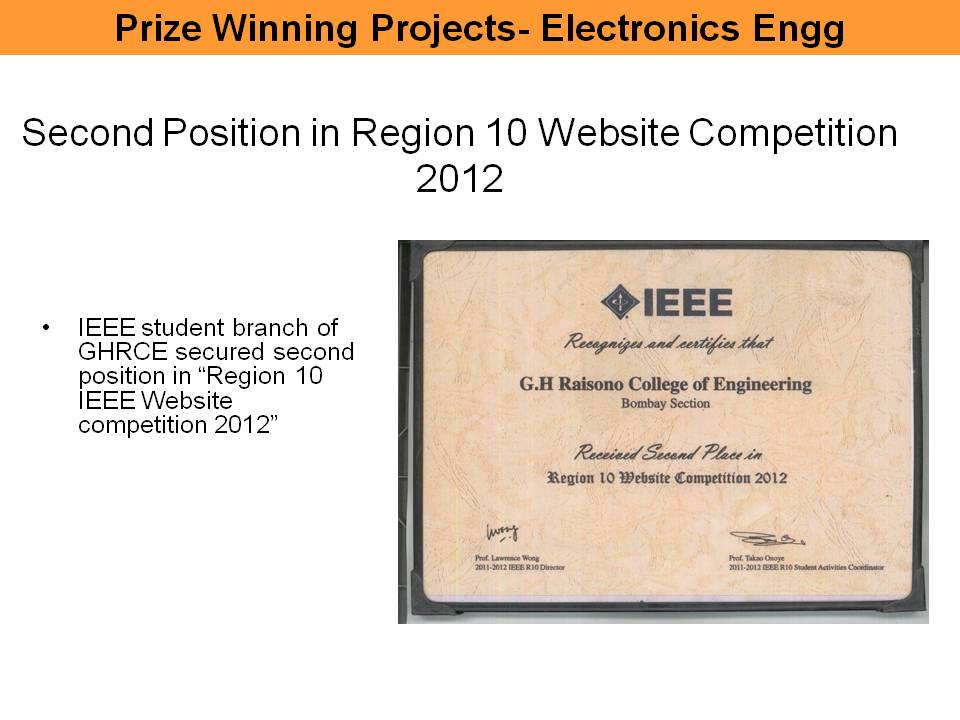 Prize Winning Projects- Electronics Engg
Second Position in Region 10 Website Competition
2012
• IEEE student branch of
GHRCE secured second
position in “Region 10
IEEE Website
competition 2012”
IEEE
Recognizes and certifies that
G.H Raisono College of Engineering
Bombay Section
Received Second Place in
Region 10 Website Competition 2012
Prof. Lawrence Wong
2011-2012 IEEE R10 Director
Prof. Takao Onoye
2011-2012 IEEE R10 Student Activities Coordinator